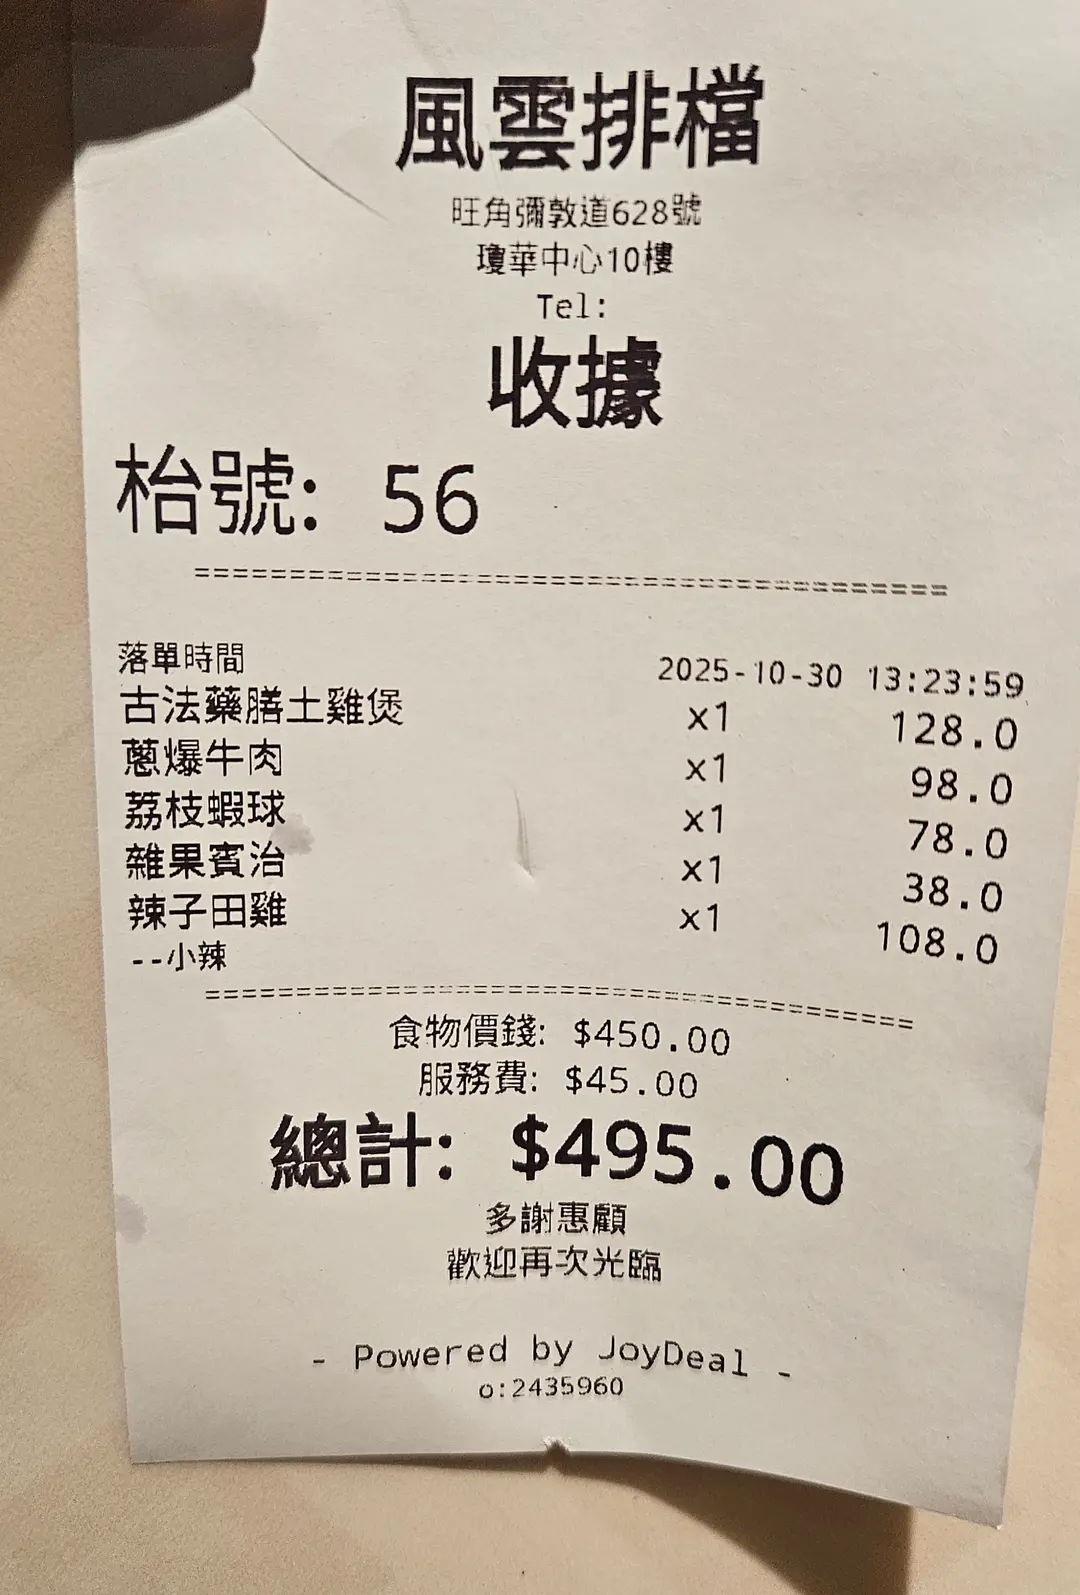 風雲排檔
旺角彌敦道628號
瓊華中心10樓
Tel:
收據
枱號: 56
================================================
落單時間 2025-10-30 13:23:59
古法藥膳土雞煲 x1 128.0
蔥爆牛肉 x1 98.0
荔枝蝦球 x1 78.0
雜果賓治 x1 38.0
辣子田雞 x1 108.0
--小辣
================================================
食物價錢: $450.00
服務費: $45.00
總計: $495.00
多謝惠顧
歡迎再次光臨
- Powered by JoyDeal -
o:2435960